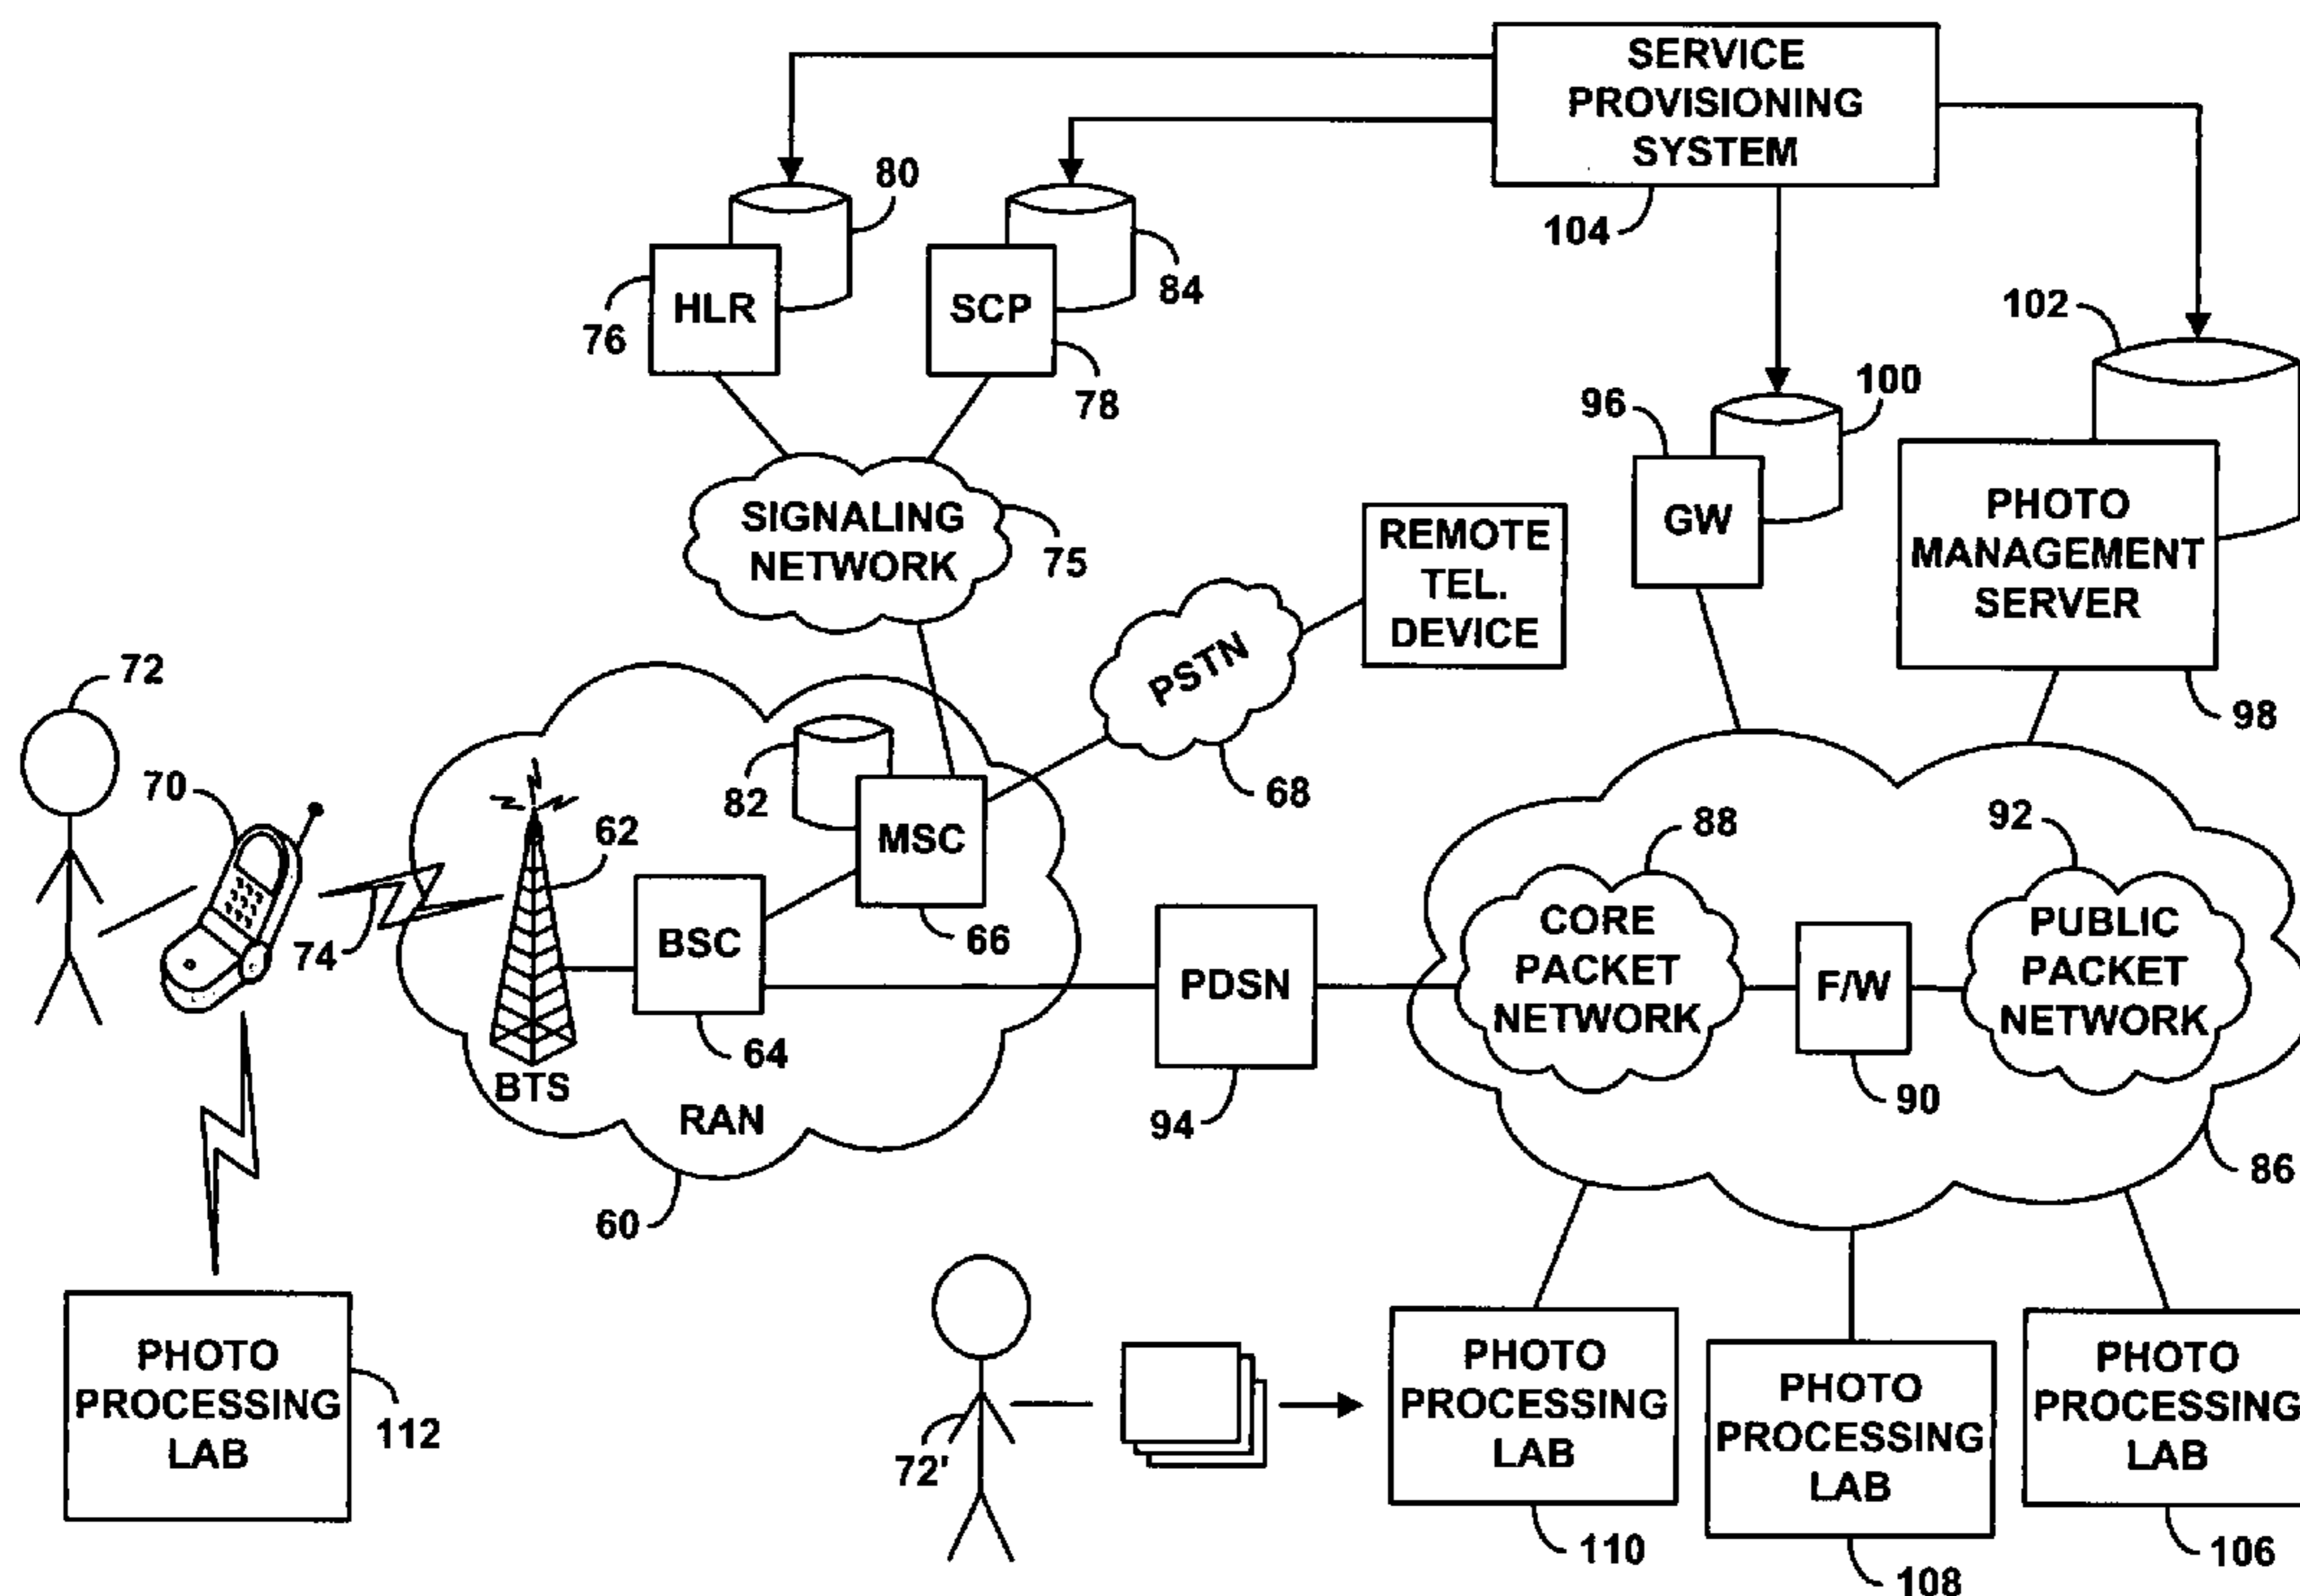 SERVICE
PROVISIONING
SYSTEM
104
80
84
HLR
76
SCP
78
102
96
100
GW
PHOTO
MANAGEMENT
SERVER
98
SIGNALING
NETWORK
75
REMOTE
TEL.
DEVICE
PSTN
68
72
70
74
62
82
MSC
66
BSC
64
BTS
RAN
60
PDSN
94
88
92
CORE
PACKET
NETWORK
F/W
90
PUBLIC
PACKET
NETWORK
86
PHOTO
PROCESSING
LAB
112
72'
PHOTO
PROCESSING
LAB
110
PHOTO
PROCESSING
LAB
108
PHOTO
PROCESSING
LAB
106